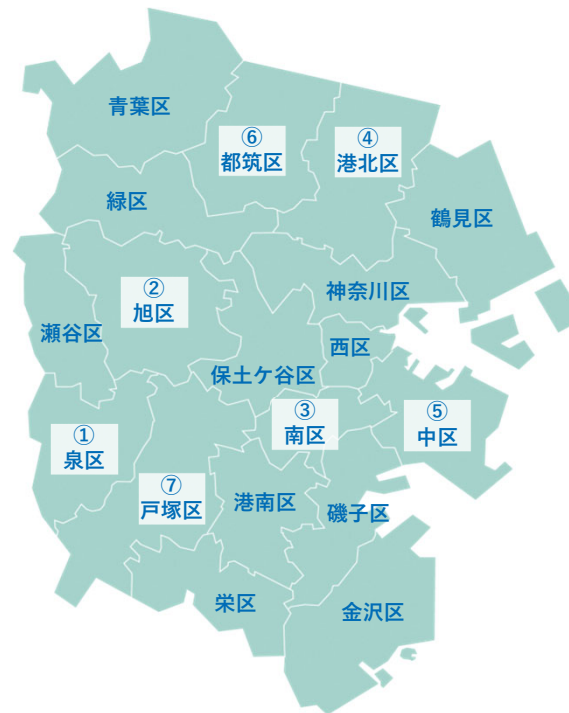 青葉区
⑥
都筑区
④
港北区
緑区
鶴見区
②
旭区
神奈川区
瀬谷区
西区
保土ケ谷区
③
南区
⑤
中区
①
泉区
⑦
戸塚区
港南区
磯子区
栄区
金沢区